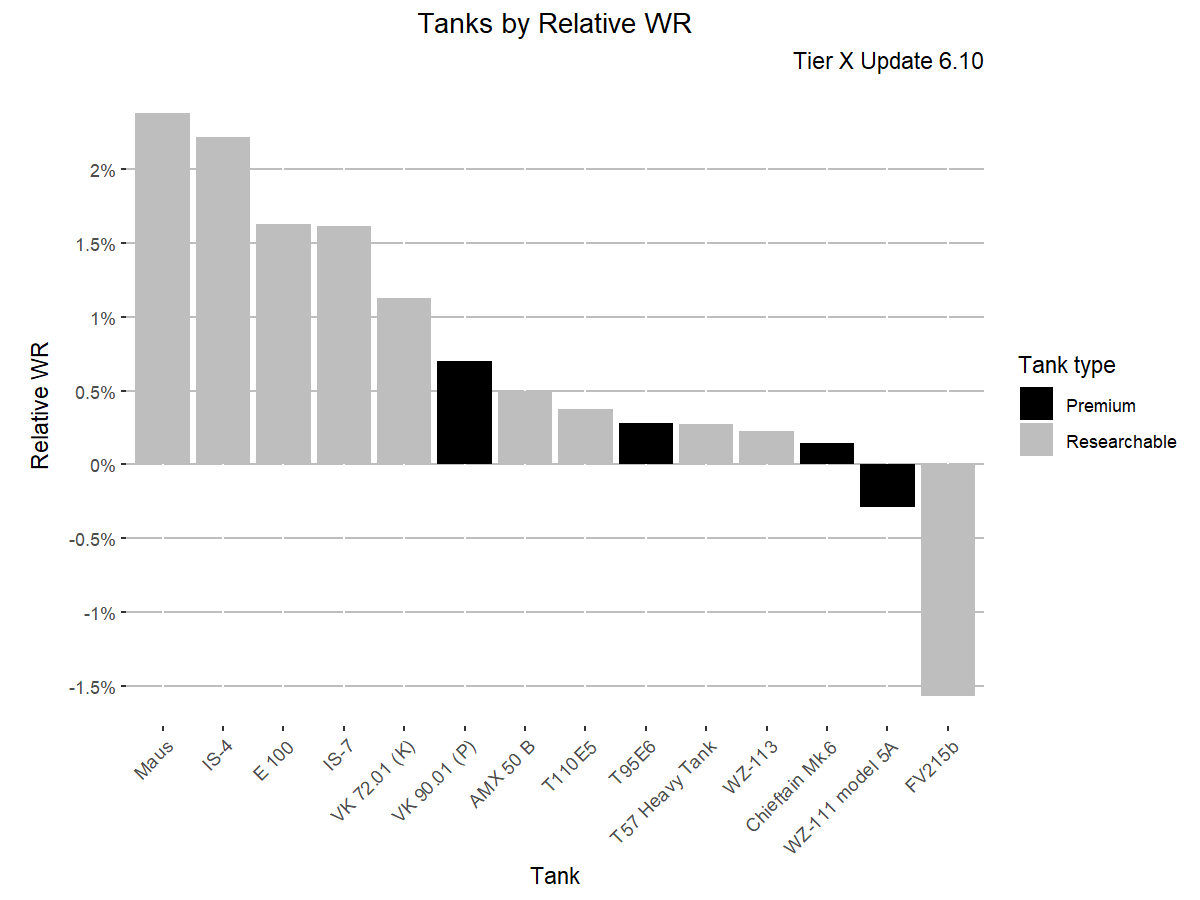 Tanks by Relative WR
Tier X Update 6.10
2%
1.5%
1%
0.5%
0%
-0.5%
-1%
-1.5%
Relative WR
Maus
IS-4
E 100
IS-7
VK 72.01 (K)
VK 90.01 (P)
AMX 50 B
T110E5
T95E6
T57 Heavy Tank
WZ-113
Chieftain Mk.6
WZ-111 model 5A
FV215b
Tank
Tank type
Premium
Researchable